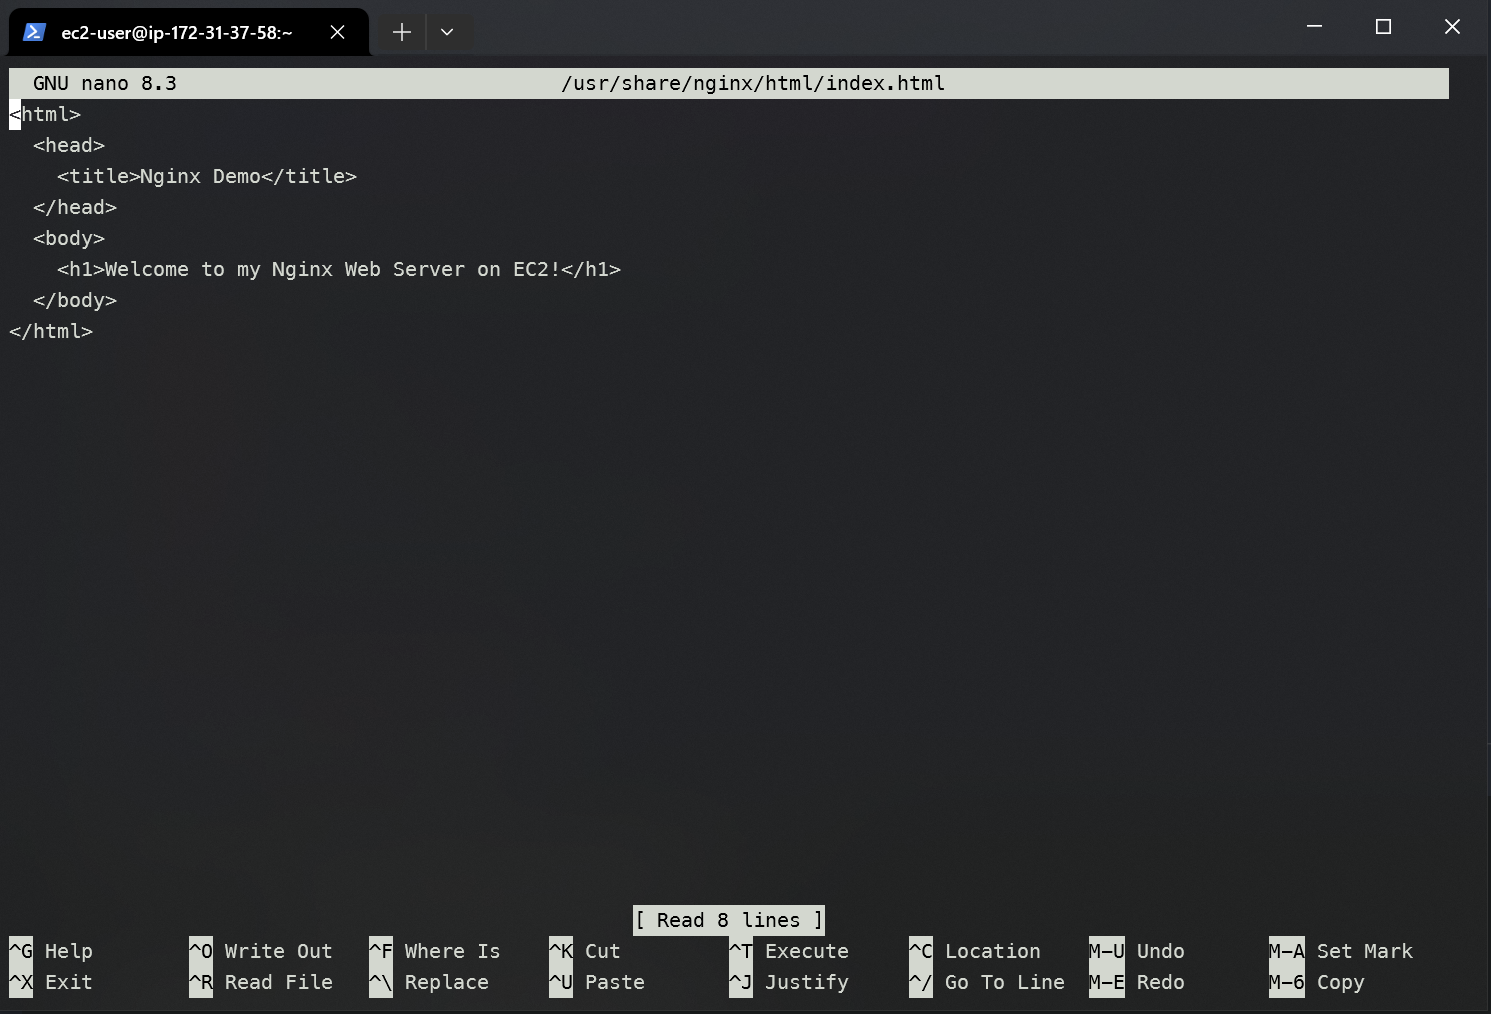 ec2-user@ip-172-31-37-58:~
GNU nano 8.3 /usr/share/nginx/html/index.html
<html>
  <head>
    <title>Nginx Demo</title>
  </head>
  <body>
    <h1>Welcome to my Nginx Web Server on EC2!</h1>
  </body>
</html>
[ Read 8 lines ]
^G Help ^O Write Out ^F Where Is ^K Cut ^T Execute ^C Location M-U Undo M-A Set Mark
^X Exit ^R Read File ^\ Replace ^U Paste ^J Justify ^/ Go To Line M-E Redo M-6 Copy